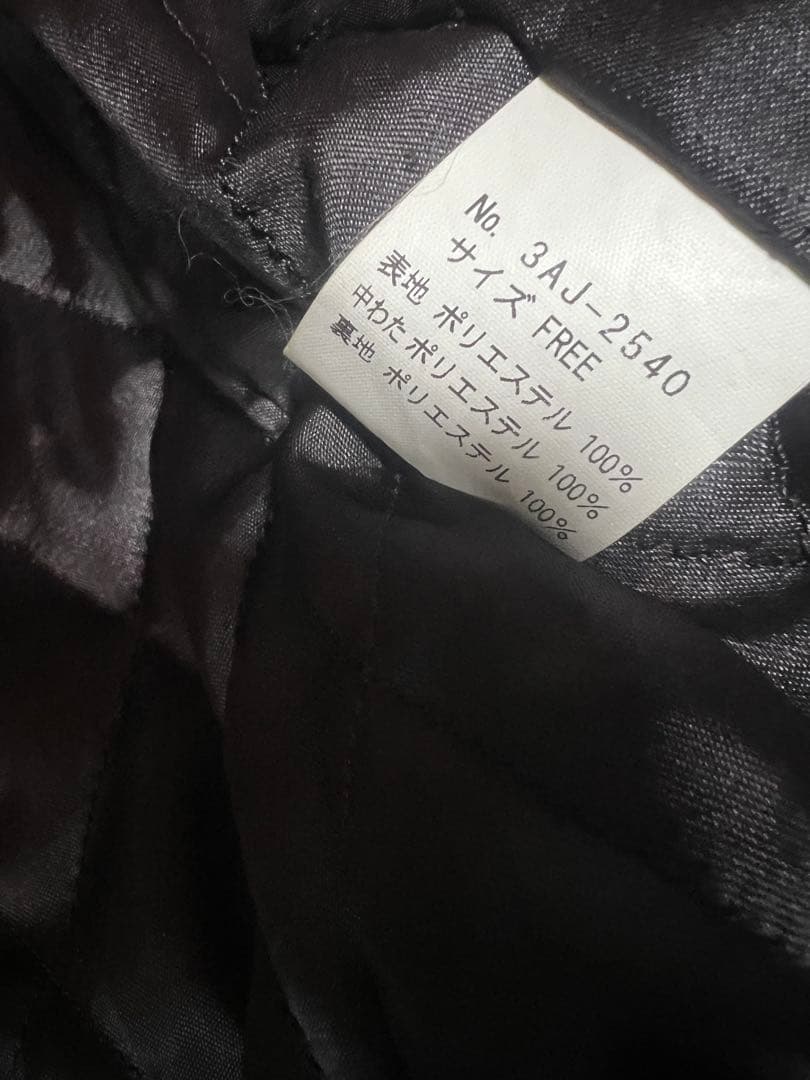 No. 3AJ-2540
サイズ FREE
表地 ポリエステル 100%
中わた ポリエステル 100%
裏地 ポリエステル 100%